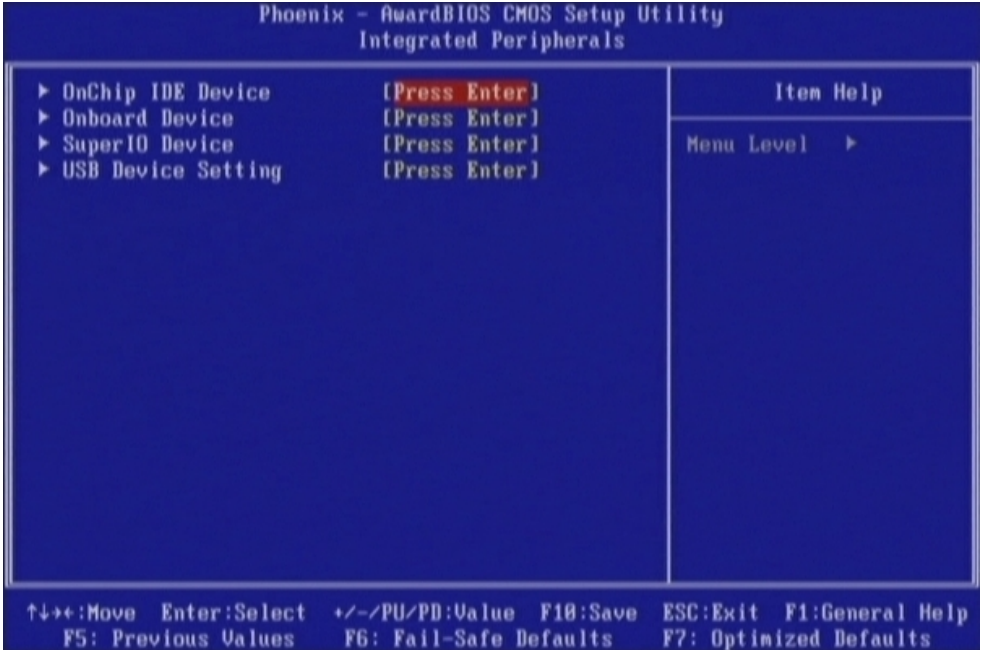 Phoenix - AwardBIOS CMOS Setup Utility
Integrated Peripherals
▶ OnChip IDE Device [Press Enter]
▶ Onboard Device [Press Enter]
▶ SuperIO Device [Press Enter]
▶ USB Device Setting [Press Enter]
Item Help
Menu Level ▶
↑↓→←:Move Enter:Select +/-/PU/PD:Value F10:Save ESC:Exit F1:General Help
F5: Previous Values F6: Fail-Safe Defaults F7: Optimized Defaults